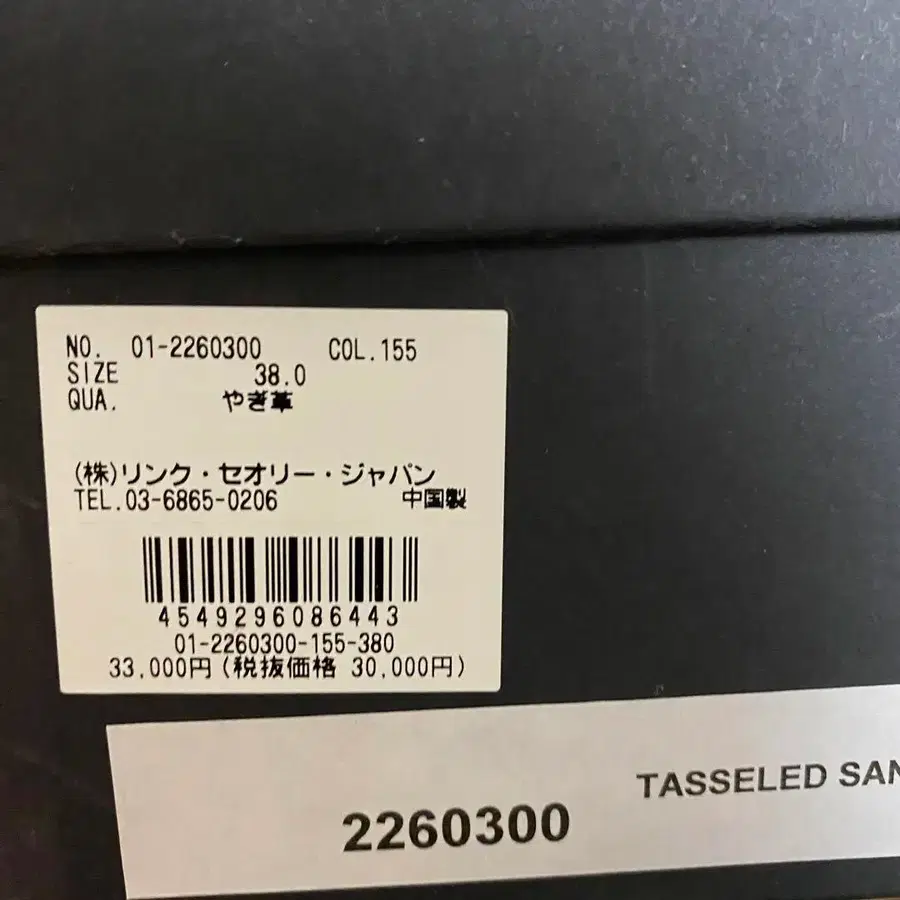 NO. 01-2260300 COL.155
SIZE 38.0
QUA. やぎ革
(株)リンク・セオリー・ジャパン
TEL.03-6865-0206 中国製
4549296086443
01-2260300-155-380
33,000円(税抜価格 30,000円)
TASSELED
2260300